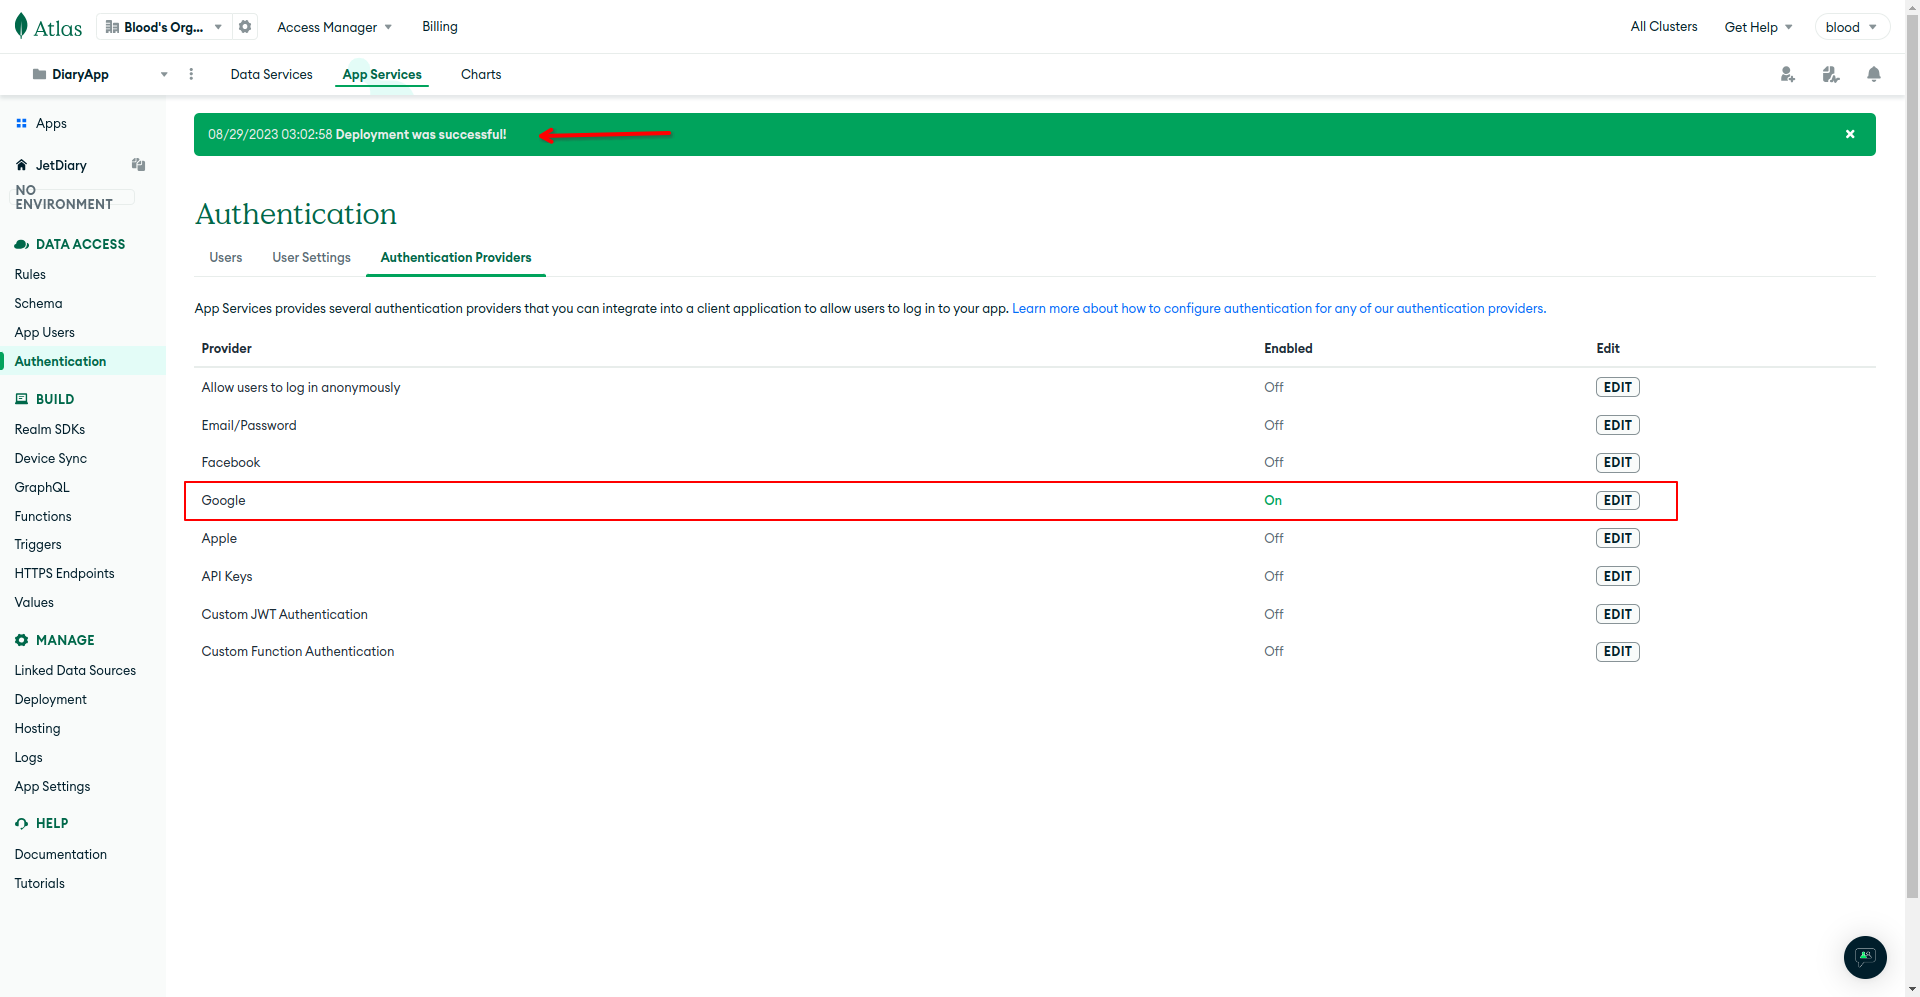 Atlas
Blood's Org...
Access Manager
Billing
All Clusters
Get Help
blood
DiaryApp
Data Services
App Services
Charts
Apps
JetDiary
NO ENVIRONMENT
DATA ACCESS
Rules
Schema
App Users
Authentication
BUILD
Realm SDKs
Device Sync
GraphQL
Functions
Triggers
HTTPS Endpoints
Values
MANAGE
Linked Data Sources
Deployment
Hosting
Logs
App Settings
HELP
Documentation
Tutorials
08/29/2023 03:02:58 Deployment was successful!
Authentication
Users
User Settings
Authentication Providers
App Services provides several authentication providers that you can integrate into a client application to allow users to log in to your app. Learn more about how to configure authentication for any of our authentication providers.
Provider Enabled Edit
Allow users to log in anonymously Off EDIT
Email/Password Off EDIT
Facebook Off EDIT
Google On EDIT
Apple Off EDIT
API Keys Off EDIT
Custom JWT Authentication Off EDIT
Custom Function Authentication Off EDIT